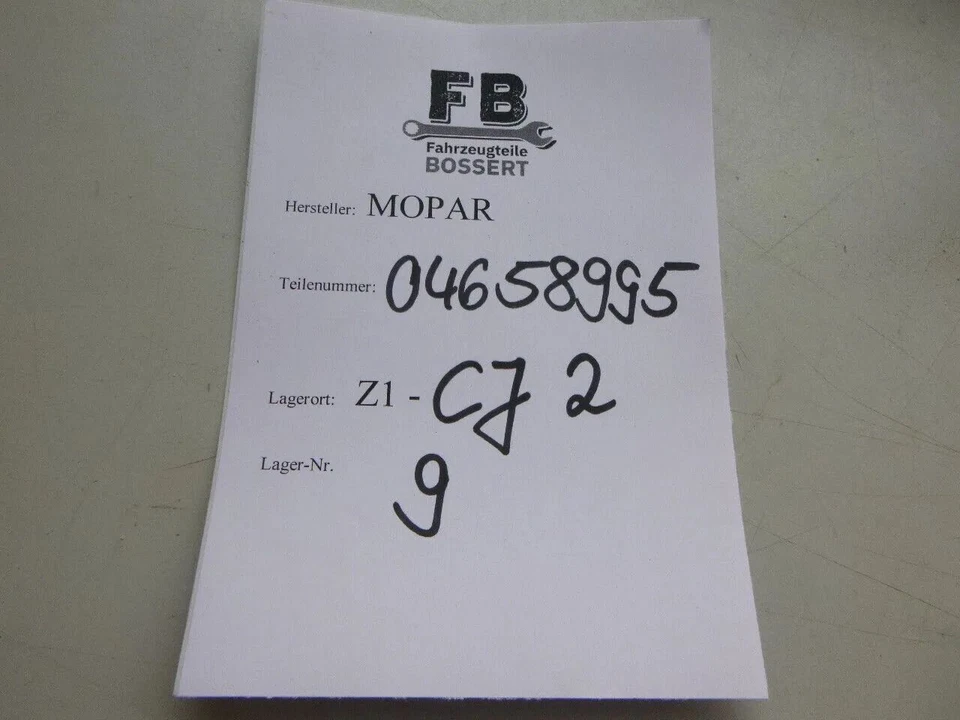 FB
Fahrzeugteile
BOSSERT
Hersteller: MOPAR
Teilenummer: 04658995
Lagerort: Z1 - CJ 2
Lager-Nr. 9